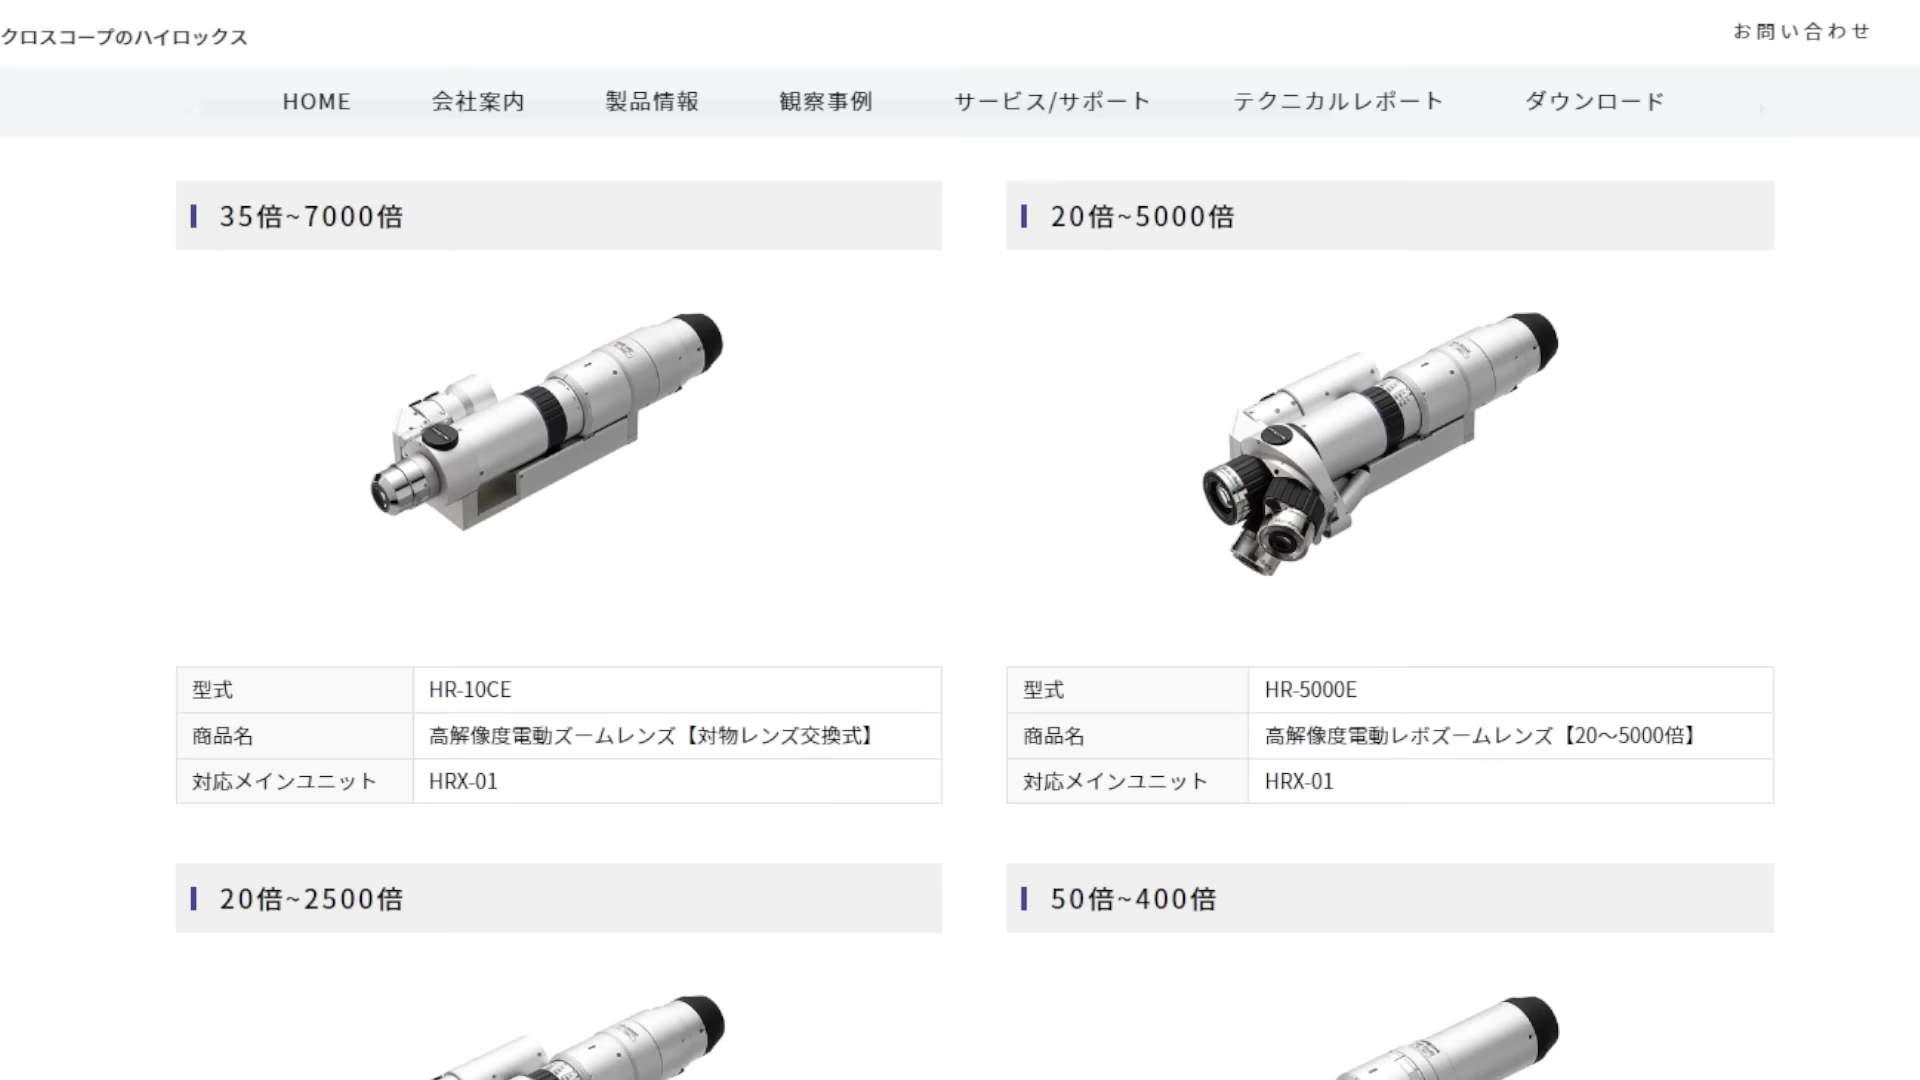 クロスコープのハイロックス
お問い合わせ
HOME
会社案内
製品情報
観察事例
サービス/サポート
テクニカルレポート
ダウンロード
35倍~7000倍
20倍~5000倍
型式 HR-10CE
商品名 高解像度電動ズームレンズ【対物レンズ交換式】
対応メインユニット HRX-01
型式 HR-5000E
商品名 高解像度電動レボズームレンズ【20〜5000倍】
対応メインユニット HRX-01
20倍~2500倍
50倍~400倍